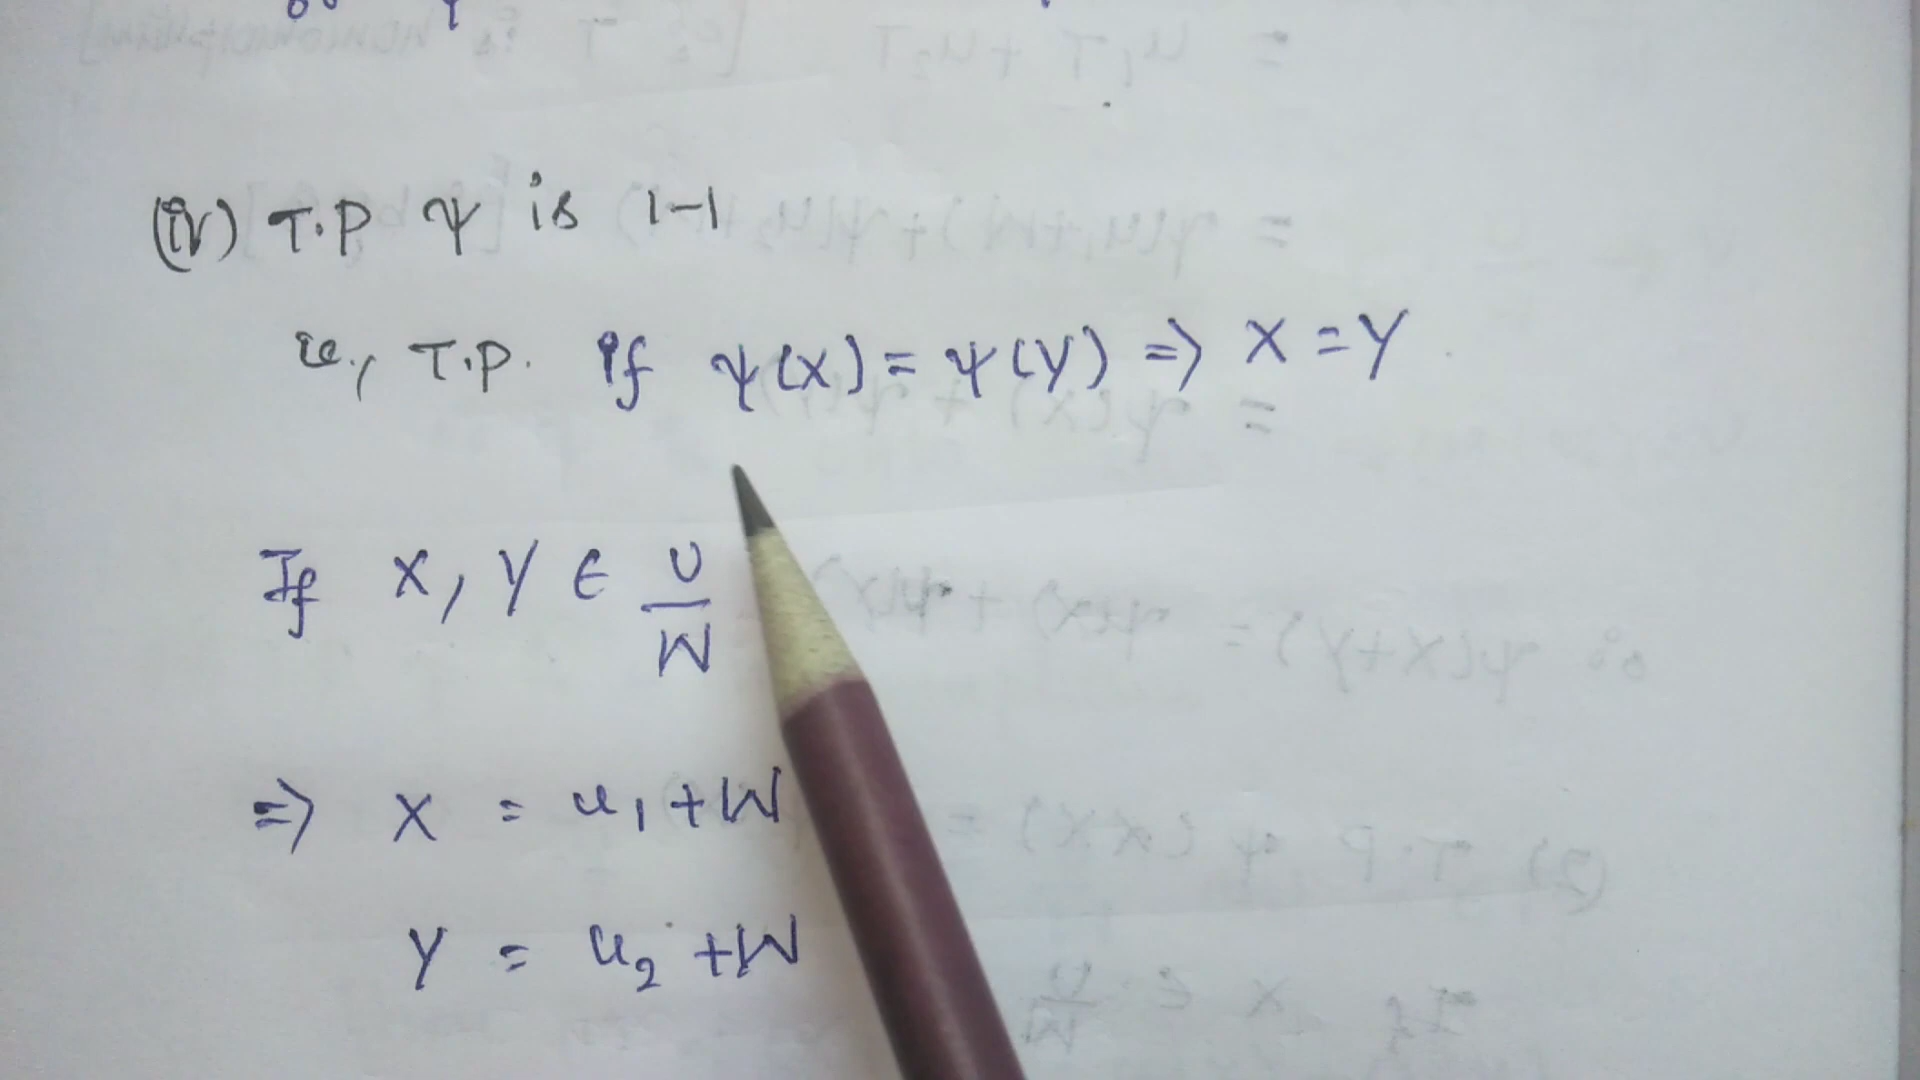 (iv) T.P ψ is 1-1
ie., T.P. If ψ(X) = ψ(Y) => X = Y
If X, Y ∈ U/W
=> X = u₁+W
Y = u₂+W